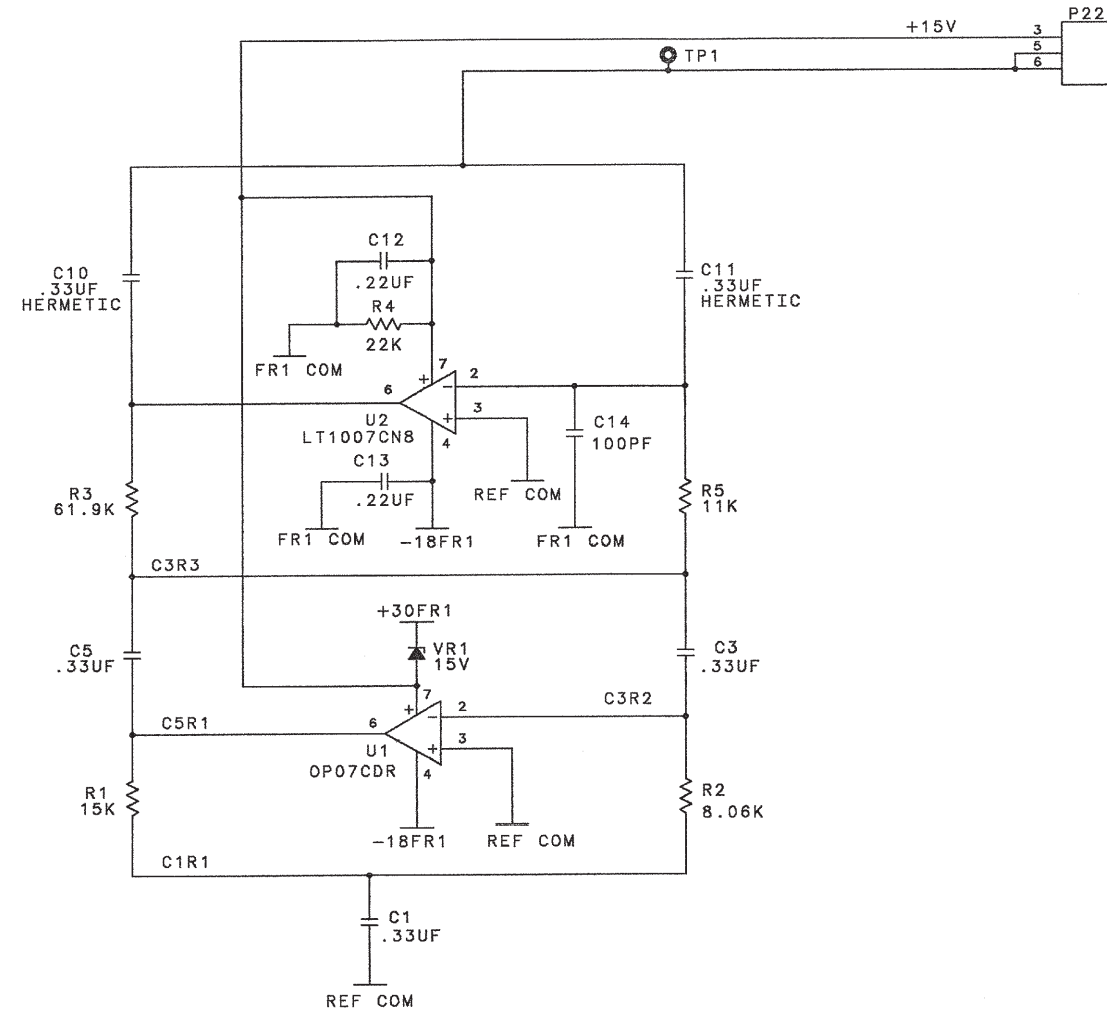 P22
+15V
3
5
6
TP1
C12
.22UF
R4
22K
FR1 COM
C10
.33UF
HERMETIC
C11
.33UF
HERMETIC
7
+
6
−
2
+
3
U2
LT1007CN8
4
C14
100PF
C13
.22UF
REF COM
R3
61.9K
R5
11K
FR1 COM
-18FR1
FR1 COM
C3R3
+30FR1
VR1
15V
C5
.33UF
C3
.33UF
C3R2
7
+
−
2
C5R1
6
+
3
U1
OP07CDR
4
R1
15K
R2
8.06K
-18FR1
REF COM
C1R1
C1
.33UF
REF COM